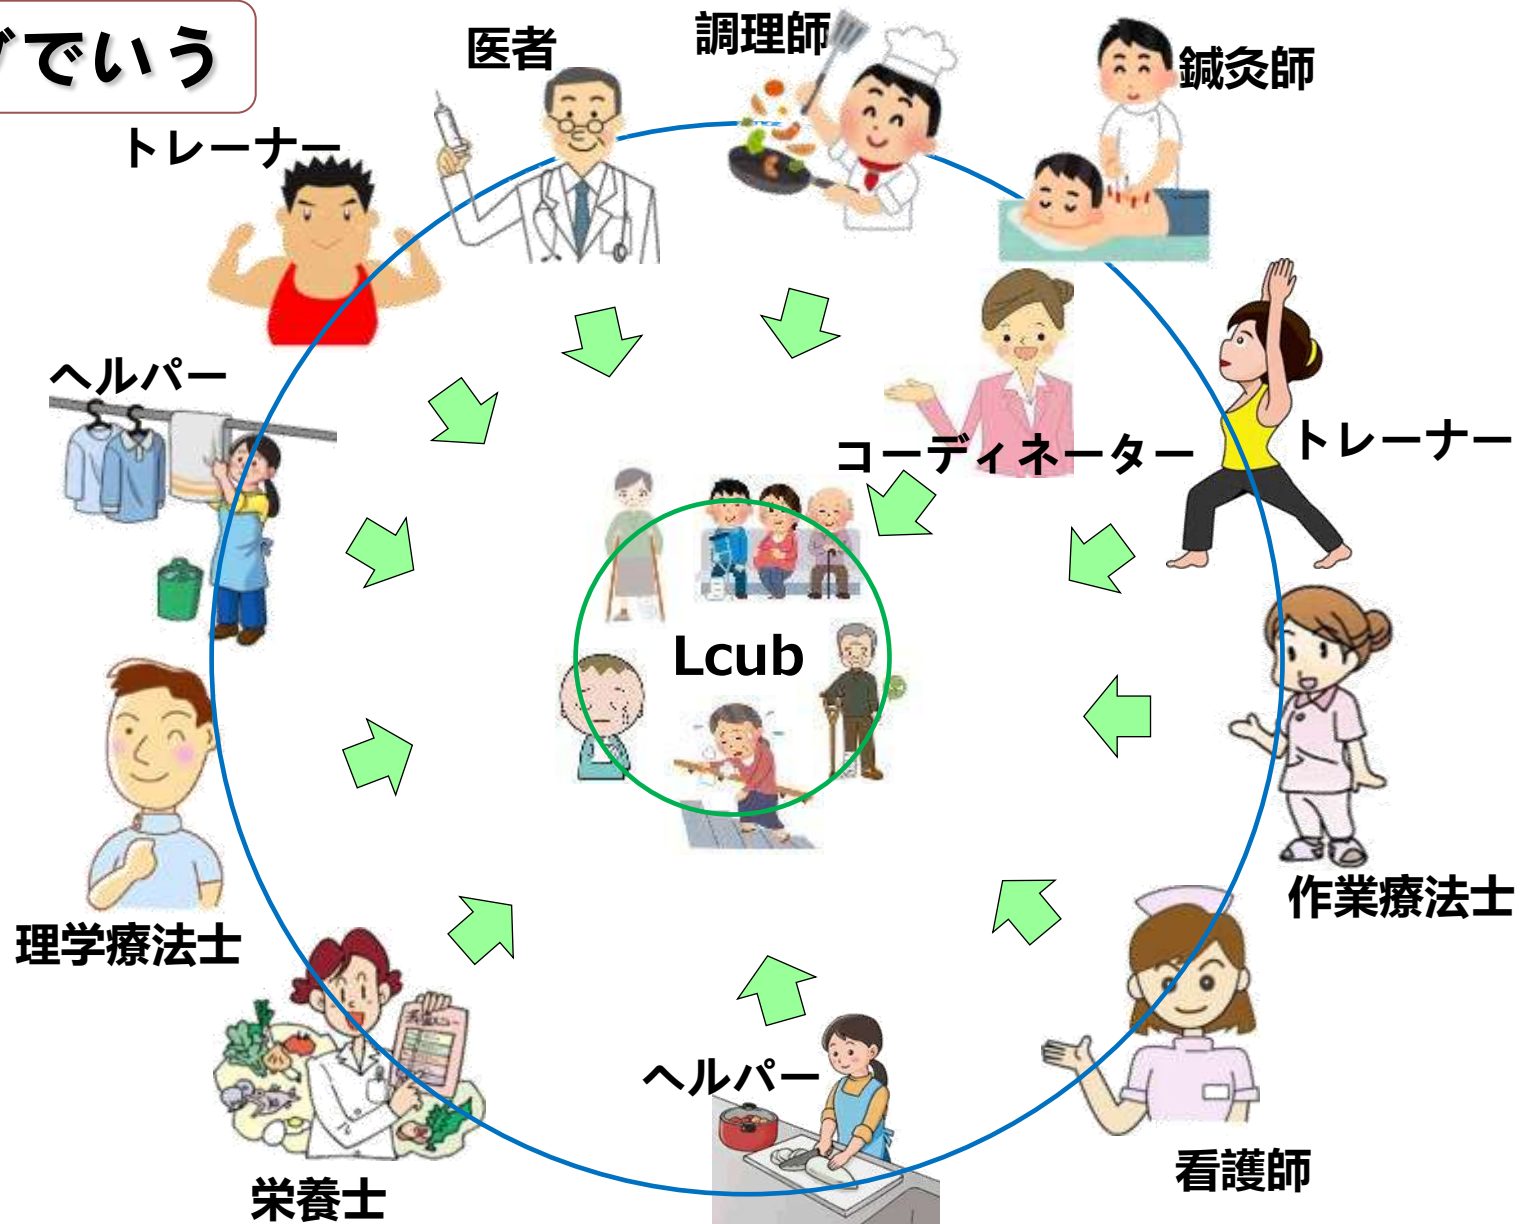 グでいう
医者
調理師
鍼灸師
トレーナー
ヘルパー
コーディネーター
トレーナー
Lcub
作業療法士
理学療法士
ヘルパー
看護師
栄養士